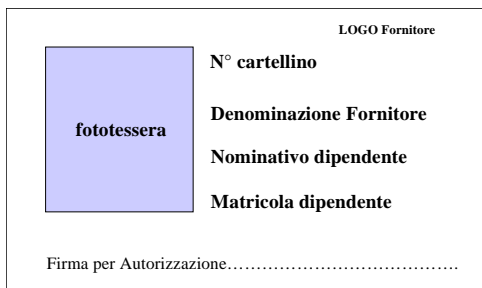 LOGO Fornitore
N° cartellino
Denominazione Fornitore
fototessera
Nominativo dipendente
Matricola dipendente
Firma per Autorizzazione…………………………………….